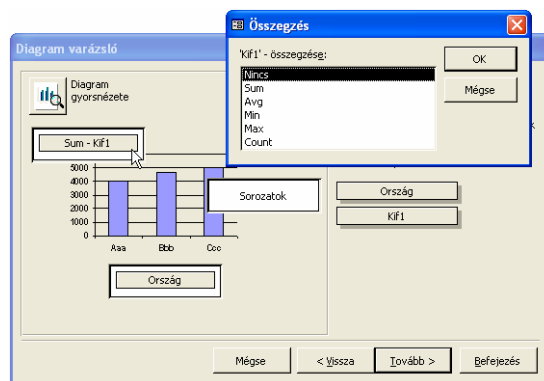 Összegzés
Diagram varázsló
'Kif1' - összegzése:
OK
Nincs
Sum
Avg
Min
Max
Count
Mégse
Diagram
gyorsnézete
Sum - Kif1
5000
4000
3000
2000
1000
0
Aaa
Bbb
Ccc
Sorozatok
Ország
Kif1
Ország
Mégse
< Vissza
Tovább >
Befejezés